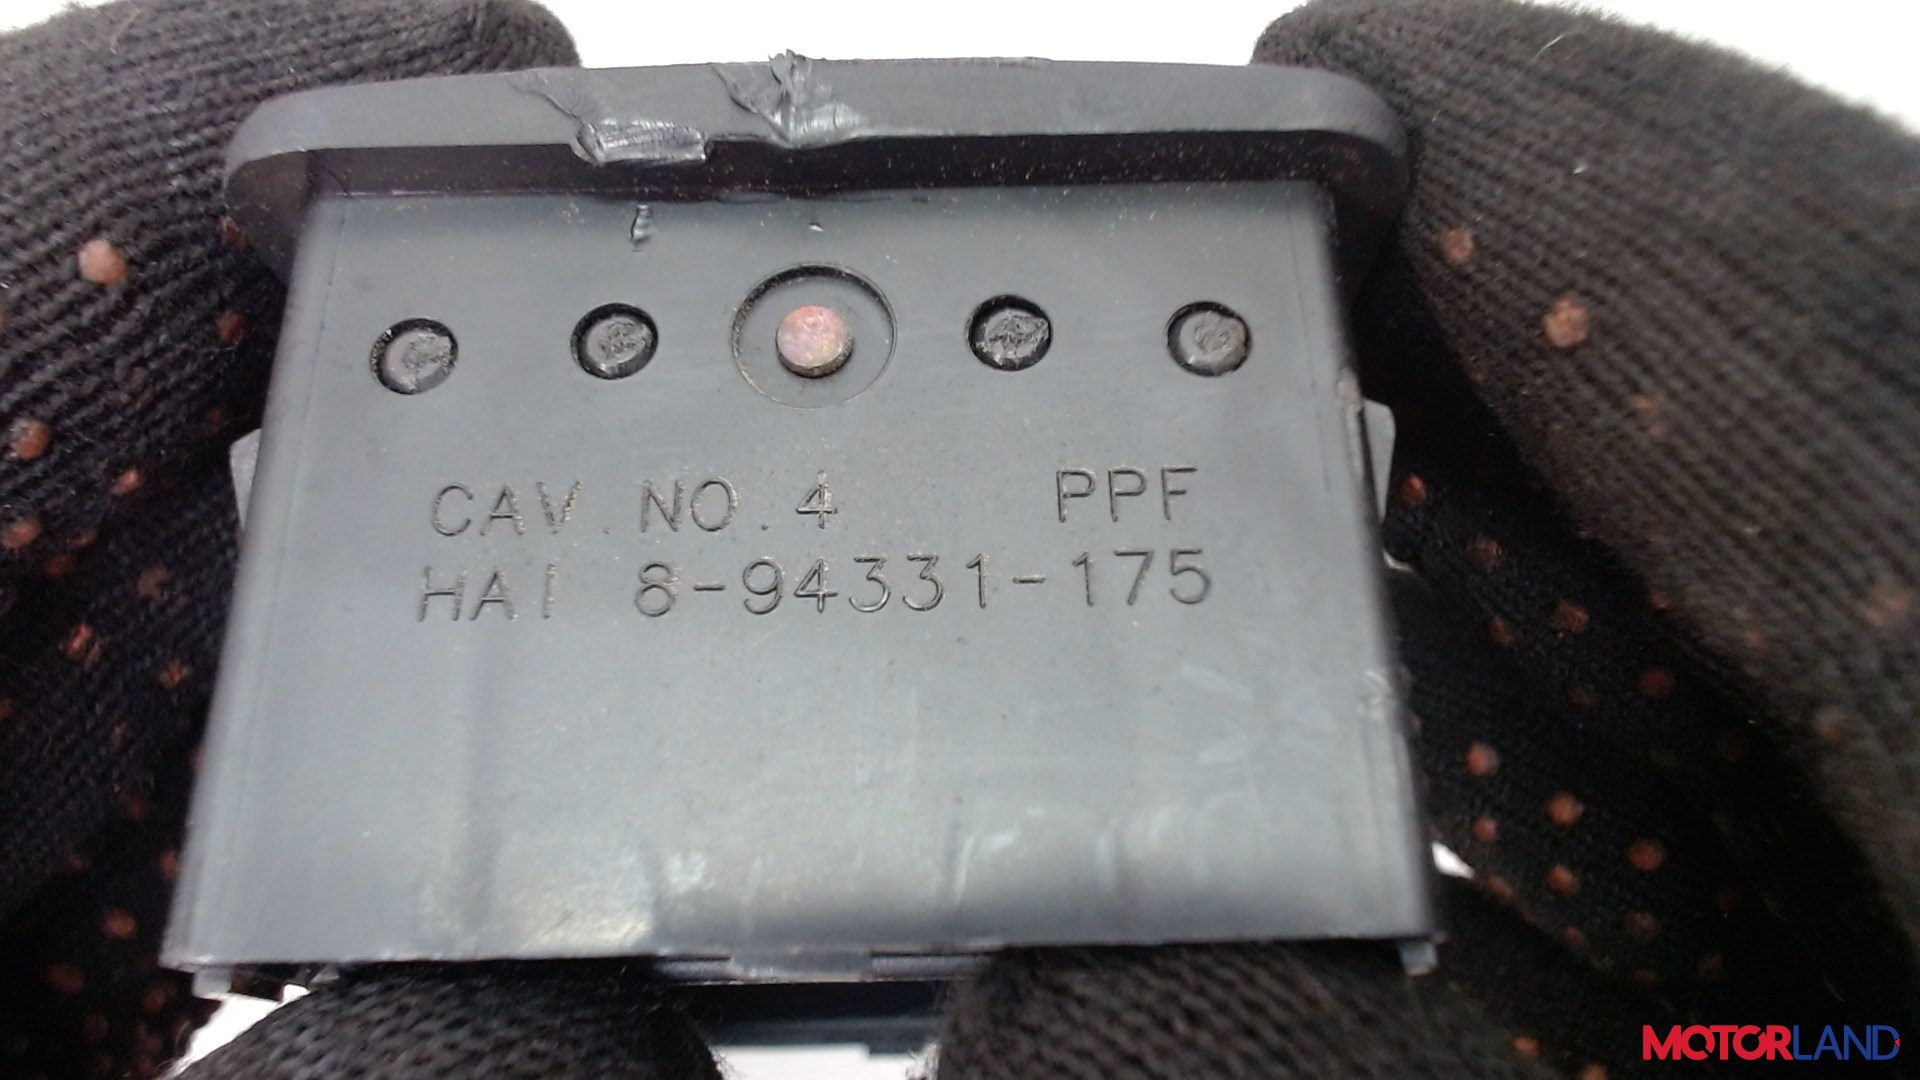 CAV. NO. 4 PPF
HAI 8-94331-175
MOTORLAND